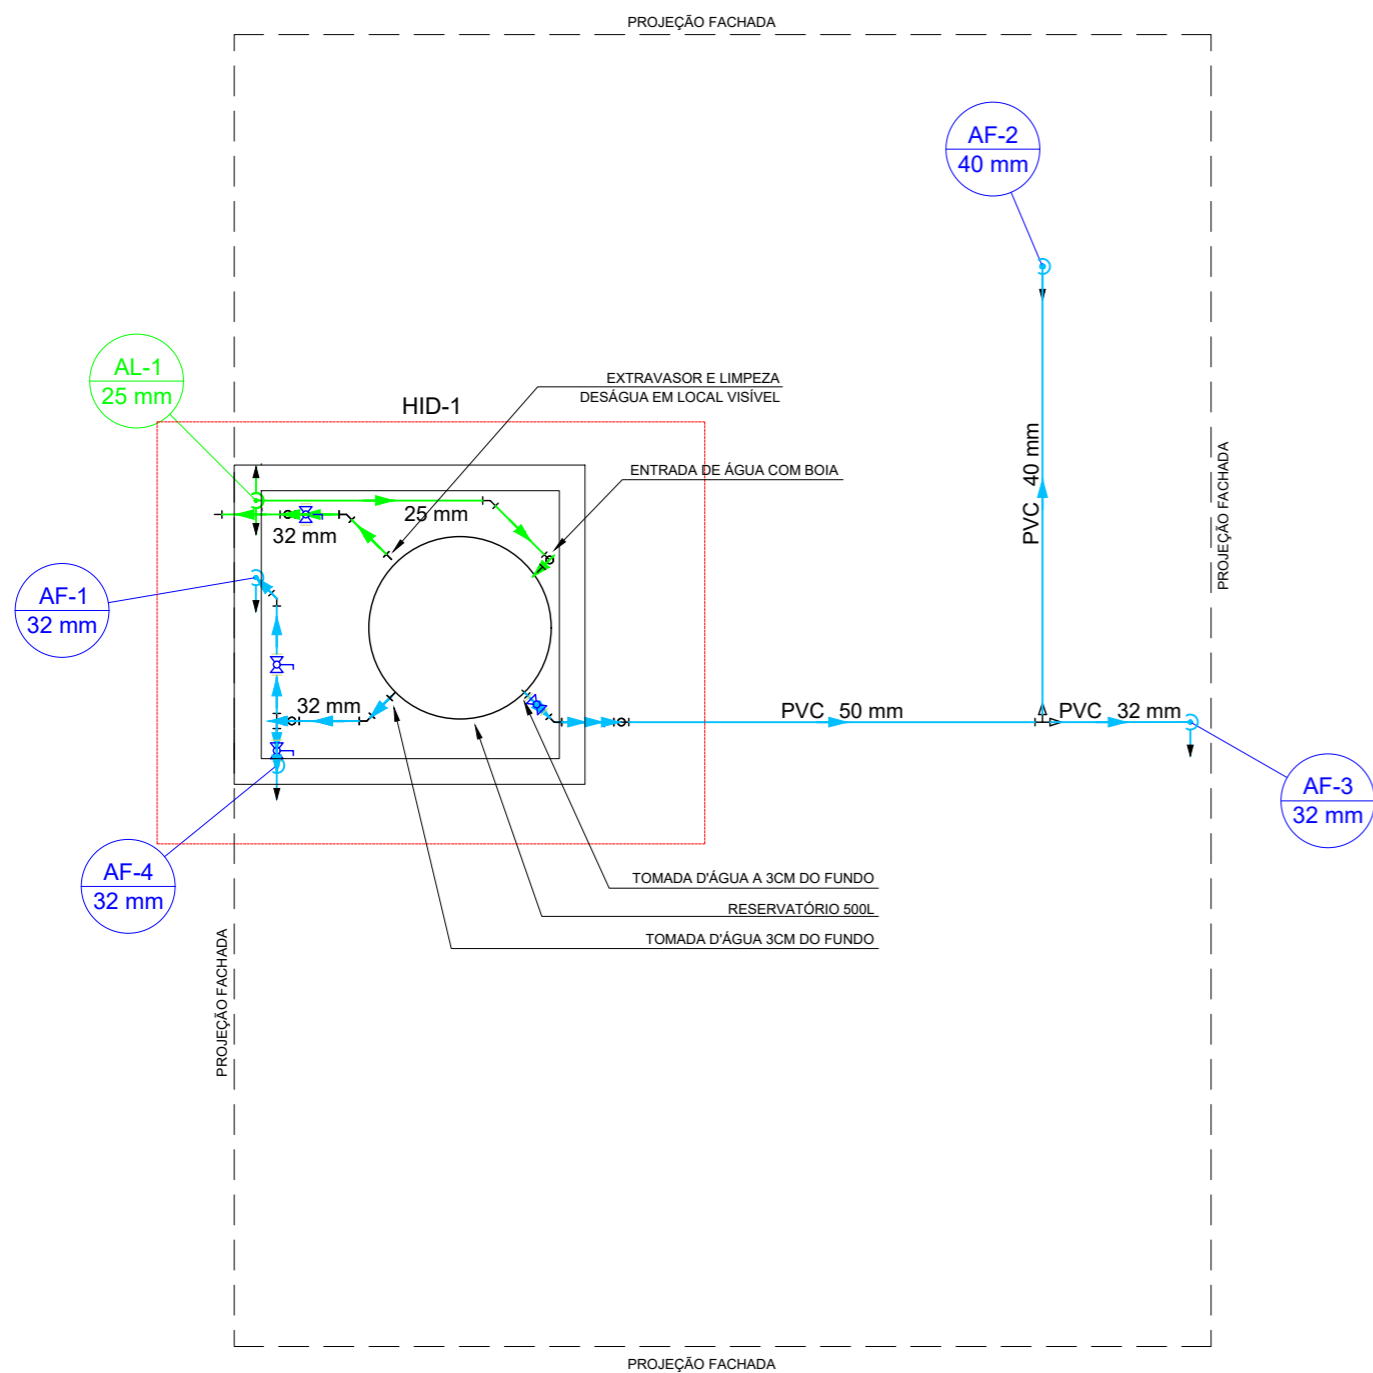 PROJEÇÃO FACHADA
AF-2
40 mm
AL-1
25 mm
EXTRAVASOR E LIMPEZA
DESÁGUA EM LOCAL VISÍVEL
HID-1
ENTRADA DE ÁGUA COM BOIA
PVC 40 mm
PROJEÇÃO FACHADA
25 mm
32 mm
AF-1
32 mm
32 mm
PVC 50 mm
PVC 32 mm
AF-3
32 mm
AF-4
32 mm
TOMADA D'ÁGUA A 3CM DO FUNDO
RESERVATÓRIO 500L
TOMADA D'ÁGUA 3CM DO FUNDO
PROJEÇÃO FACHADA
PROJEÇÃO FACHADA